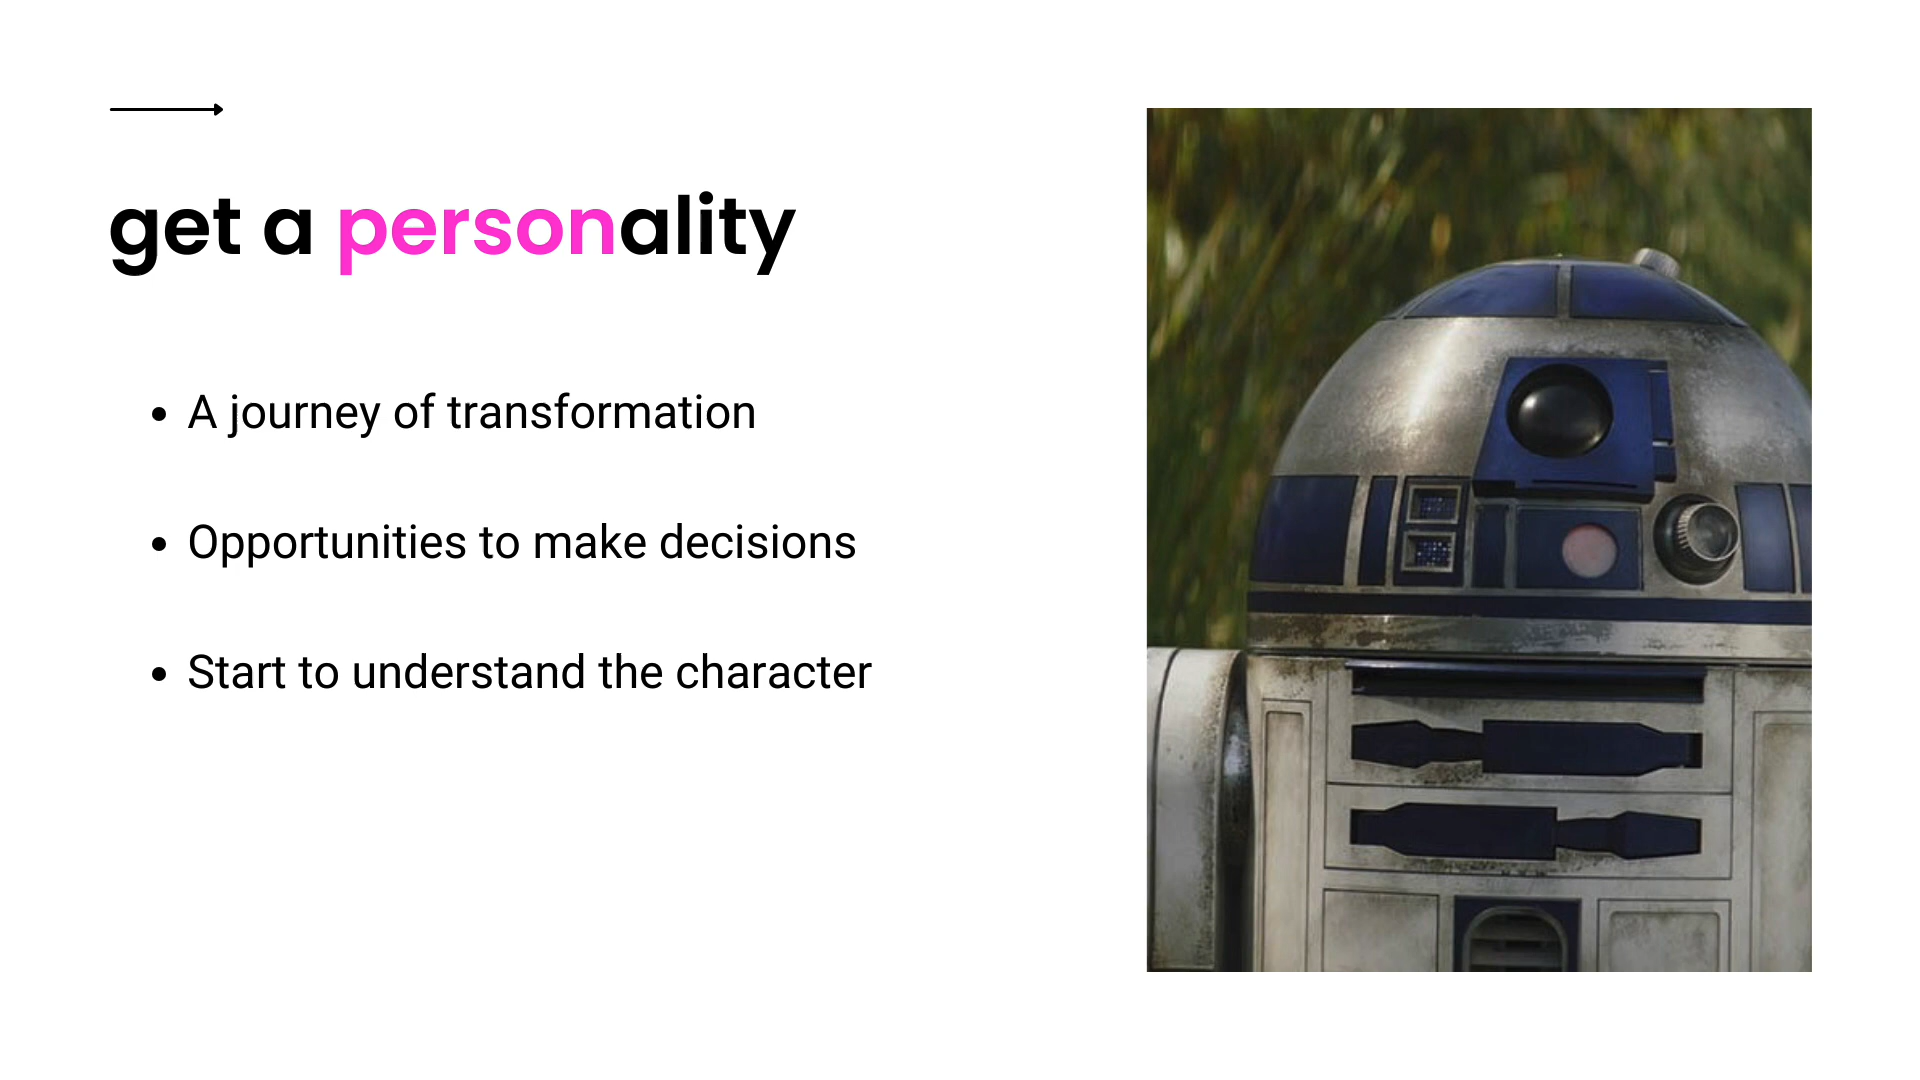 get a personality
A journey of transformation
Opportunities to make decisions
Start to understand the character